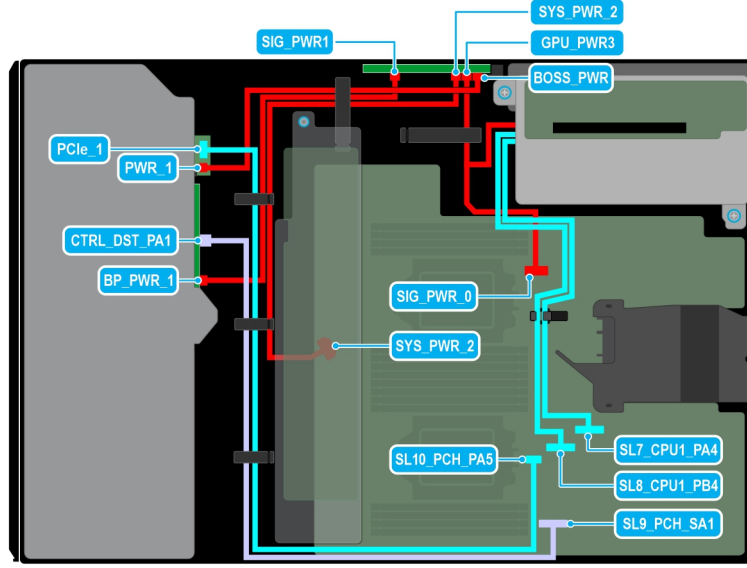 SYS_PWR_2
SIG_PWR1
GPU_PWR3
BOSS_PWR
PCIe_1
PWR_1
CTRL_DST_PA1
BP_PWR_1
SIG_PWR_0
SYS_PWR_2
SL7_CPU1_PA4
SL10_PCH_PA5
SL8_CPU1_PB4
SL9_PCH_SA1